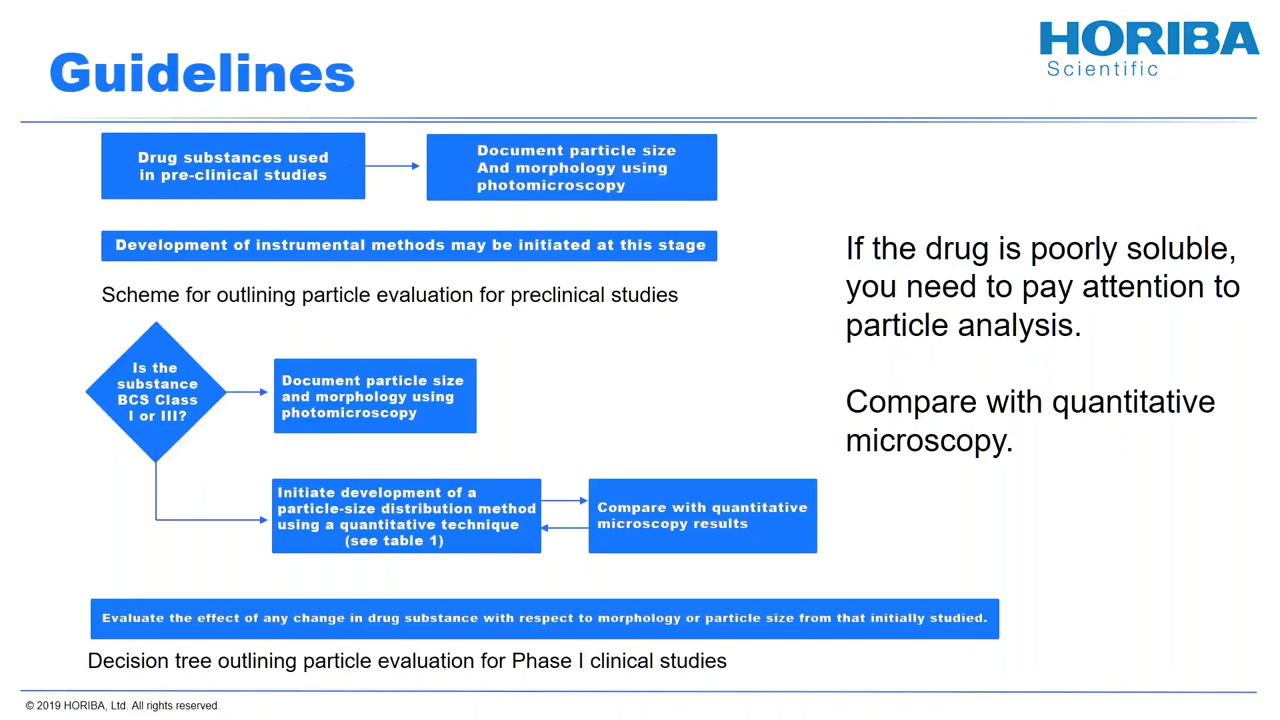 HORIBA
Scientific
Guidelines
Drug substances used
in pre-clinical studies
Document particle size
And morphology using
photomicroscopy
Development of instrumental methods may be initiated at this stage
Scheme for outlining particle evaluation for preclinical studies
If the drug is poorly soluble,
you need to pay attention to
particle analysis.
Compare with quantitative
microscopy.
Is the
substance
BCS Class
I or III?
Document particle size
and morphology using
photomicroscopy
Initiate development of a
particle-size distribution method
using a quantitative technique
(see table 1)
Compare with quantitative
microscopy results
Evaluate the effect of any change in drug substance with respect to morphology or particle size from that initially studied.
Decision tree outlining particle evaluation for Phase I clinical studies
© 2019 HORIBA, Ltd. All rights reserved.